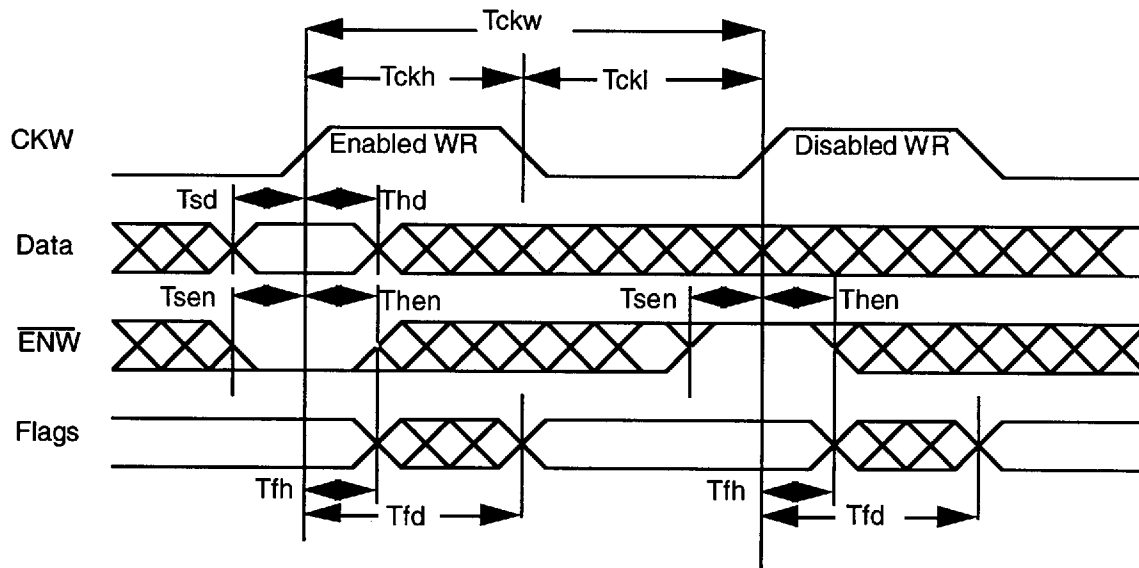 Tckw
Tckh Tckl
CKW Enabled WR Disabled WR
Tsd Thd
Data
Tsen Then Tsen Then
ENW
Flags
Tfh Tfh
Tfd Tfd